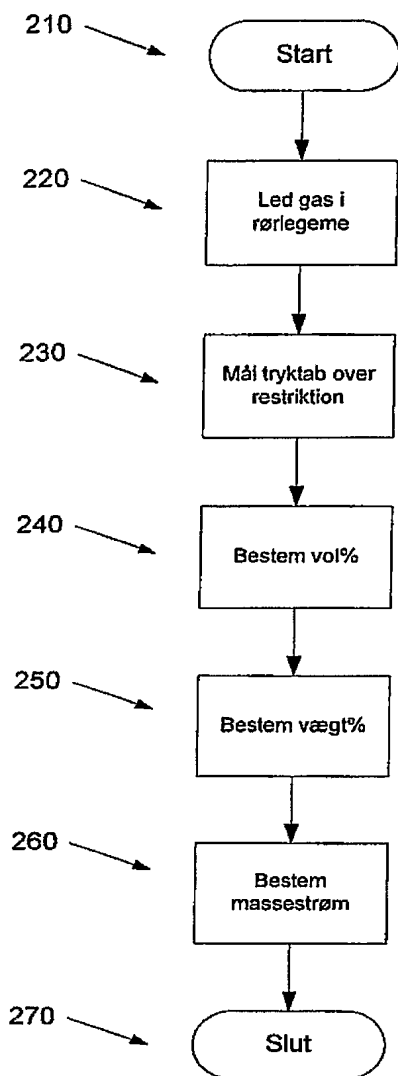 210
Start
220
Led gas i
rørlegeme
230
Mål tryktab over
restriktion
240
Bestem vol%
250
Bestem vægt%
260
Bestem
massestrøm
270
Slut